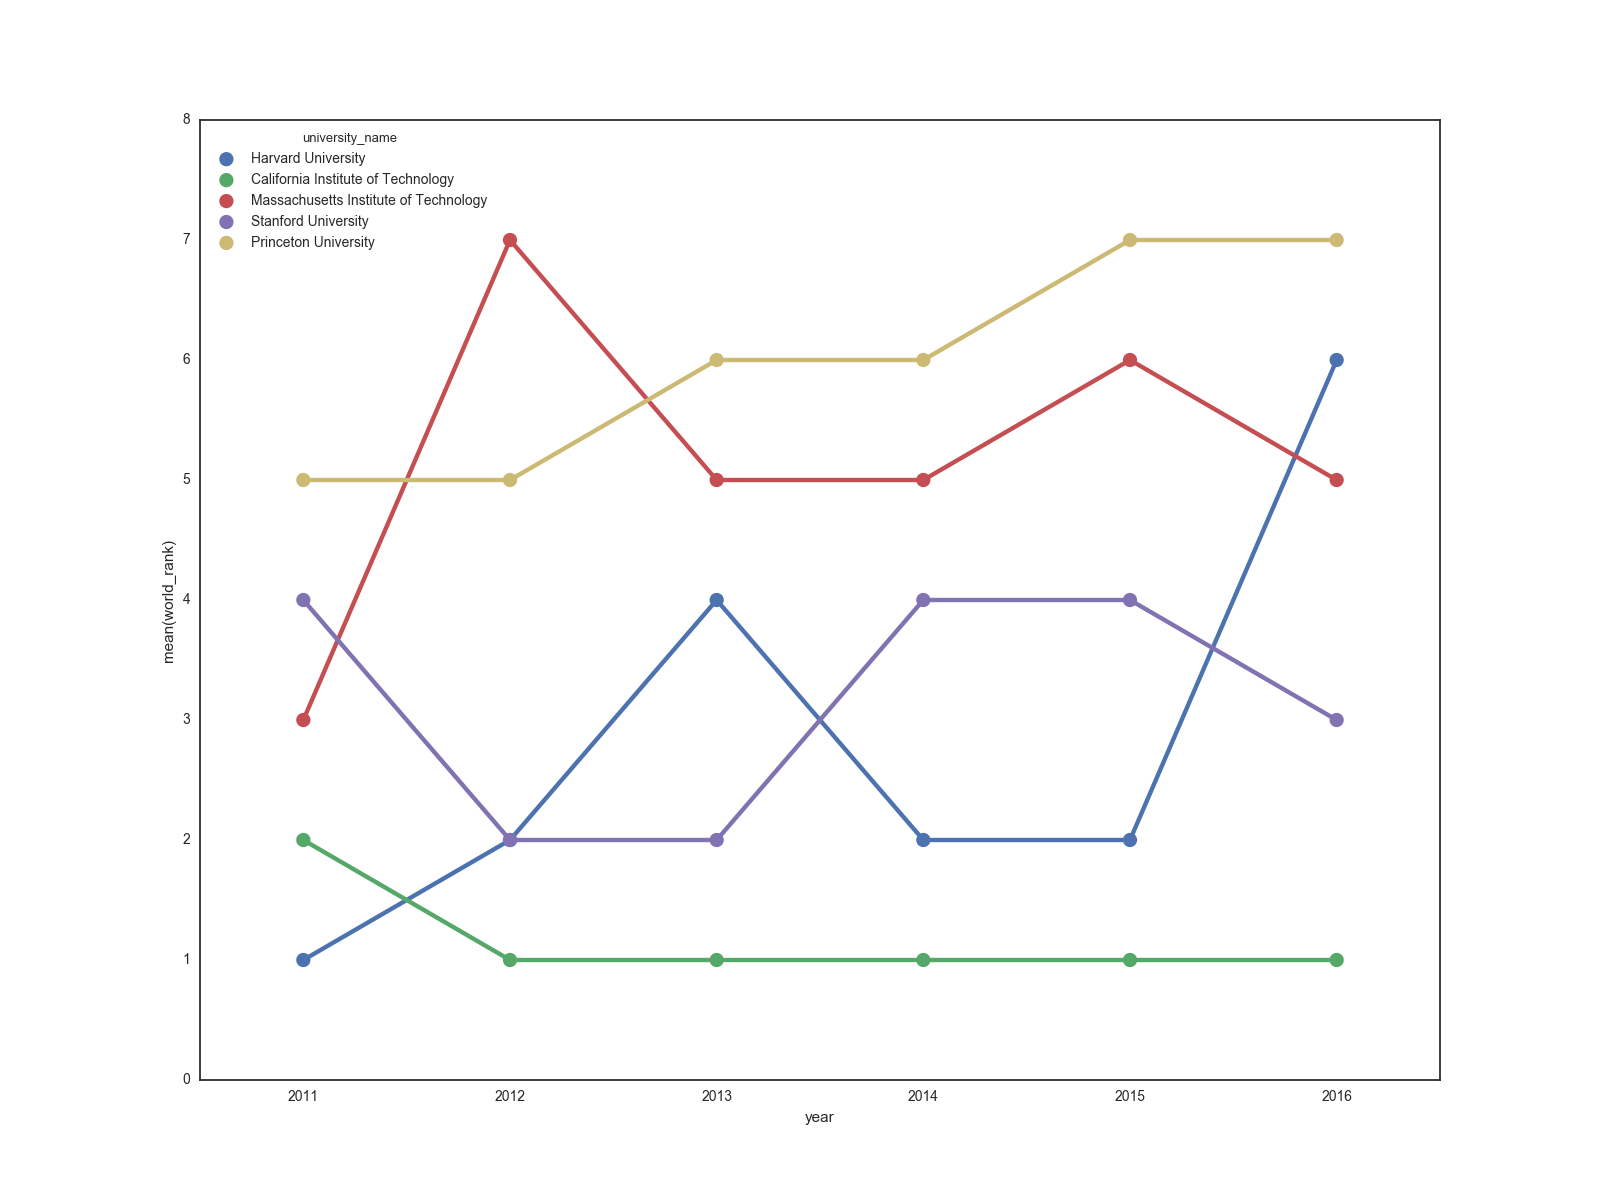 university_name
Harvard University
California Institute of Technology
Massachusetts Institute of Technology
Stanford University
Princeton University
8
7
6
5
4
3
2
1
0
mean(world_rank)
2011 2012 2013 2014 2015 2016
year